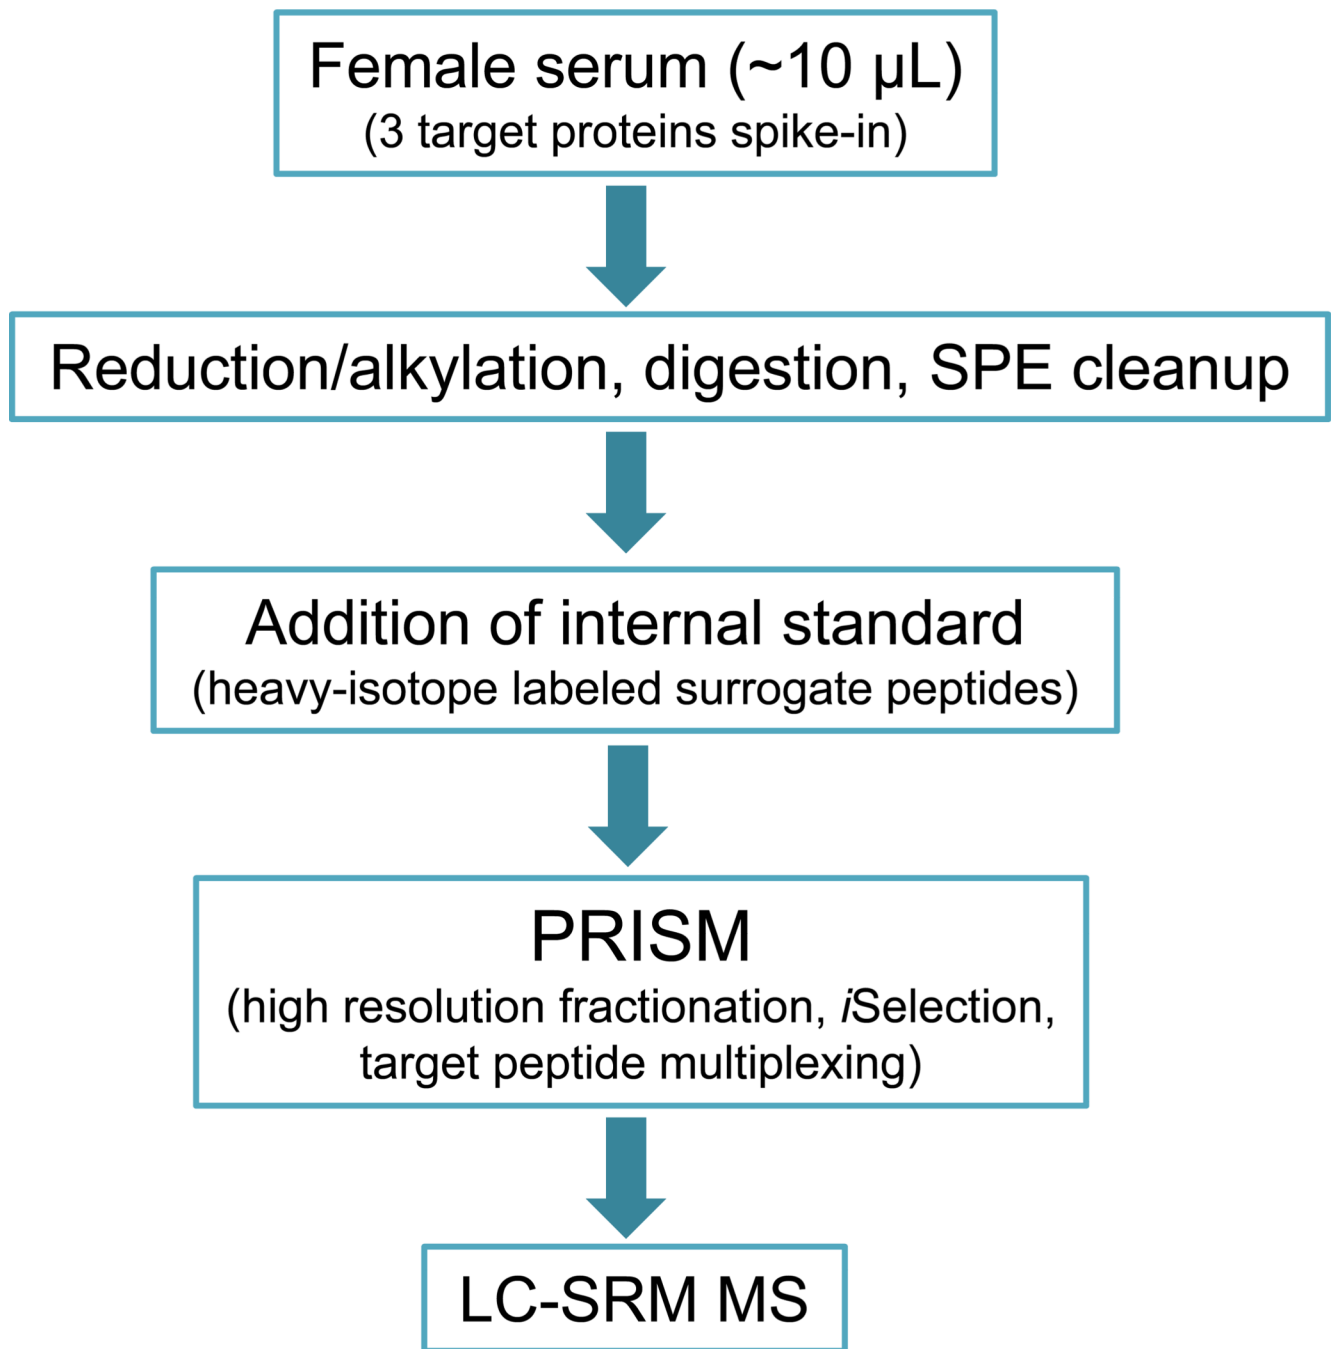 Female serum (~10 µL)
(3 target proteins spike-in)
Reduction/alkylation, digestion, SPE cleanup
Addition of internal standard
(heavy-isotope labeled surrogate peptides)
PRISM
(high resolution fractionation, iSelection,
target peptide multiplexing)
LC-SRM MS